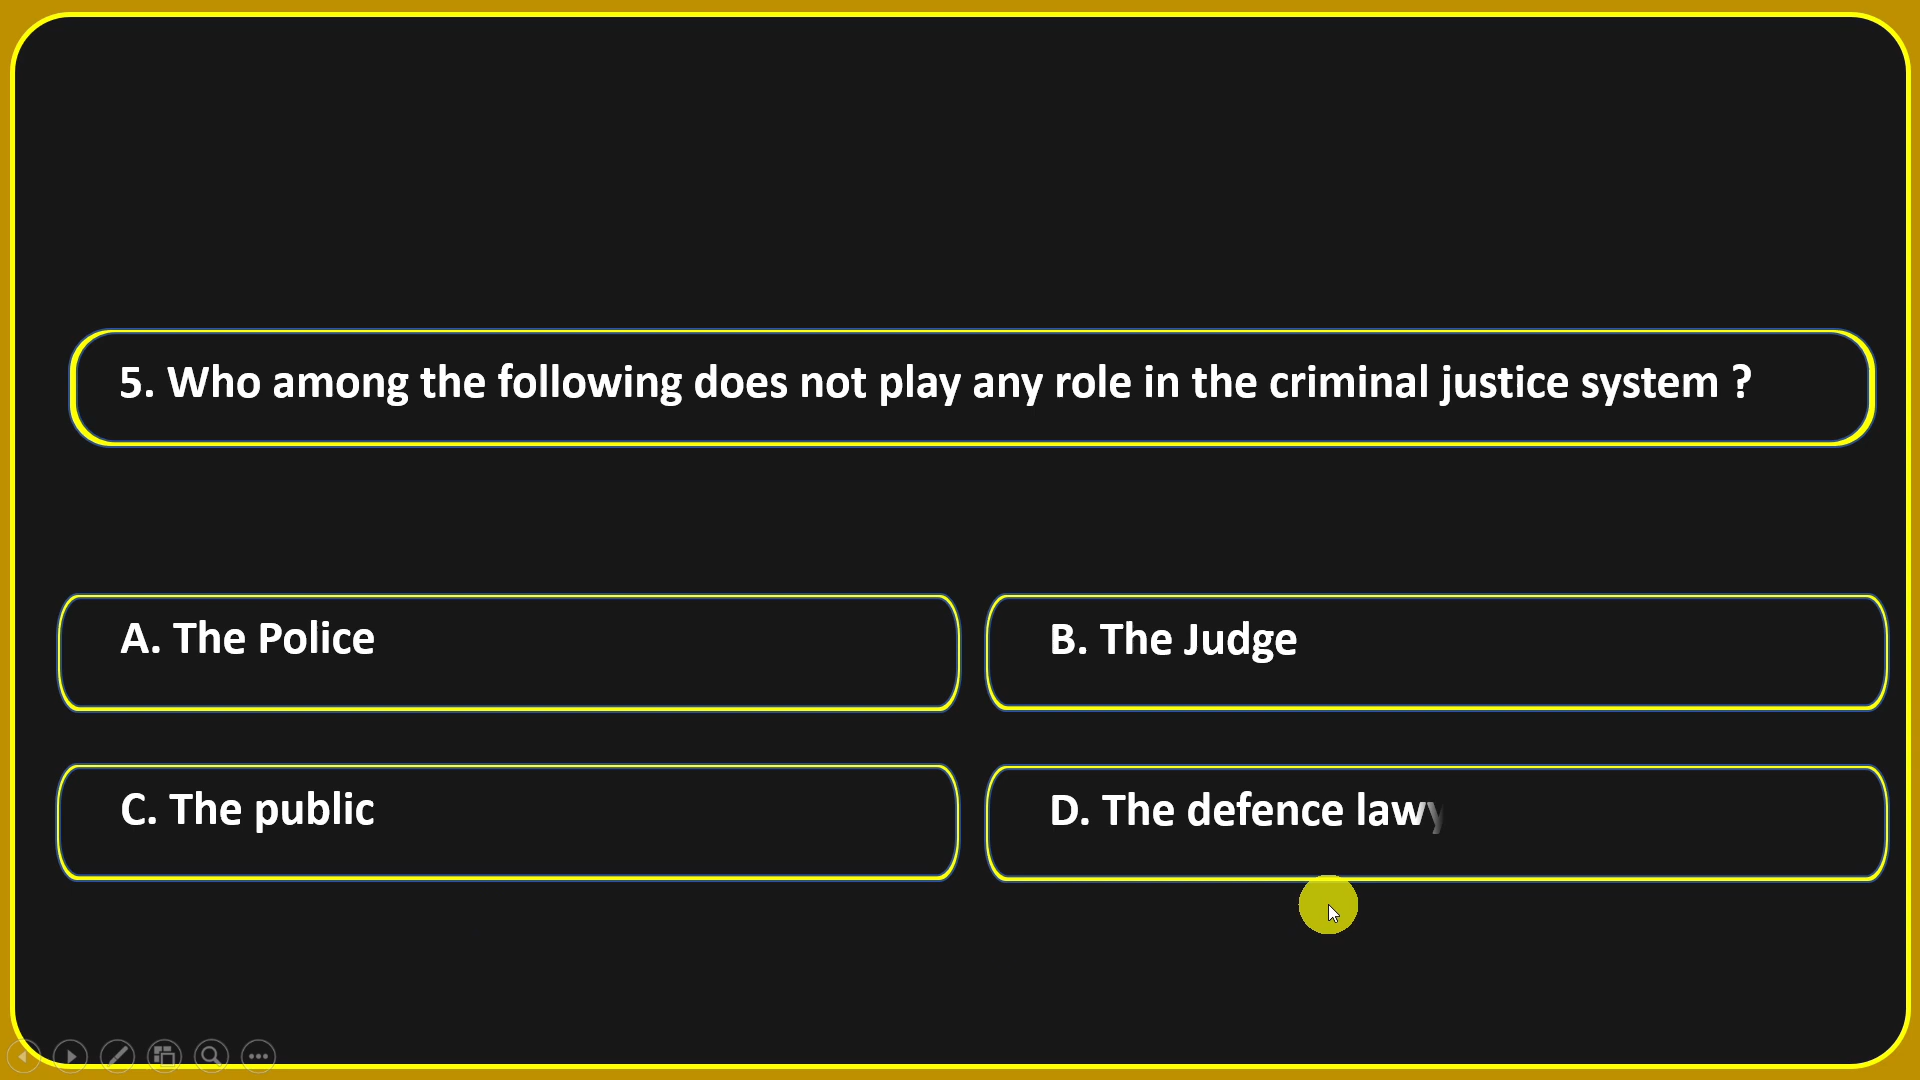 5. Who among the following does not play any role in the criminal justice system ?
A. The Police
B. The Judge
C. The public
D. The defence lawy